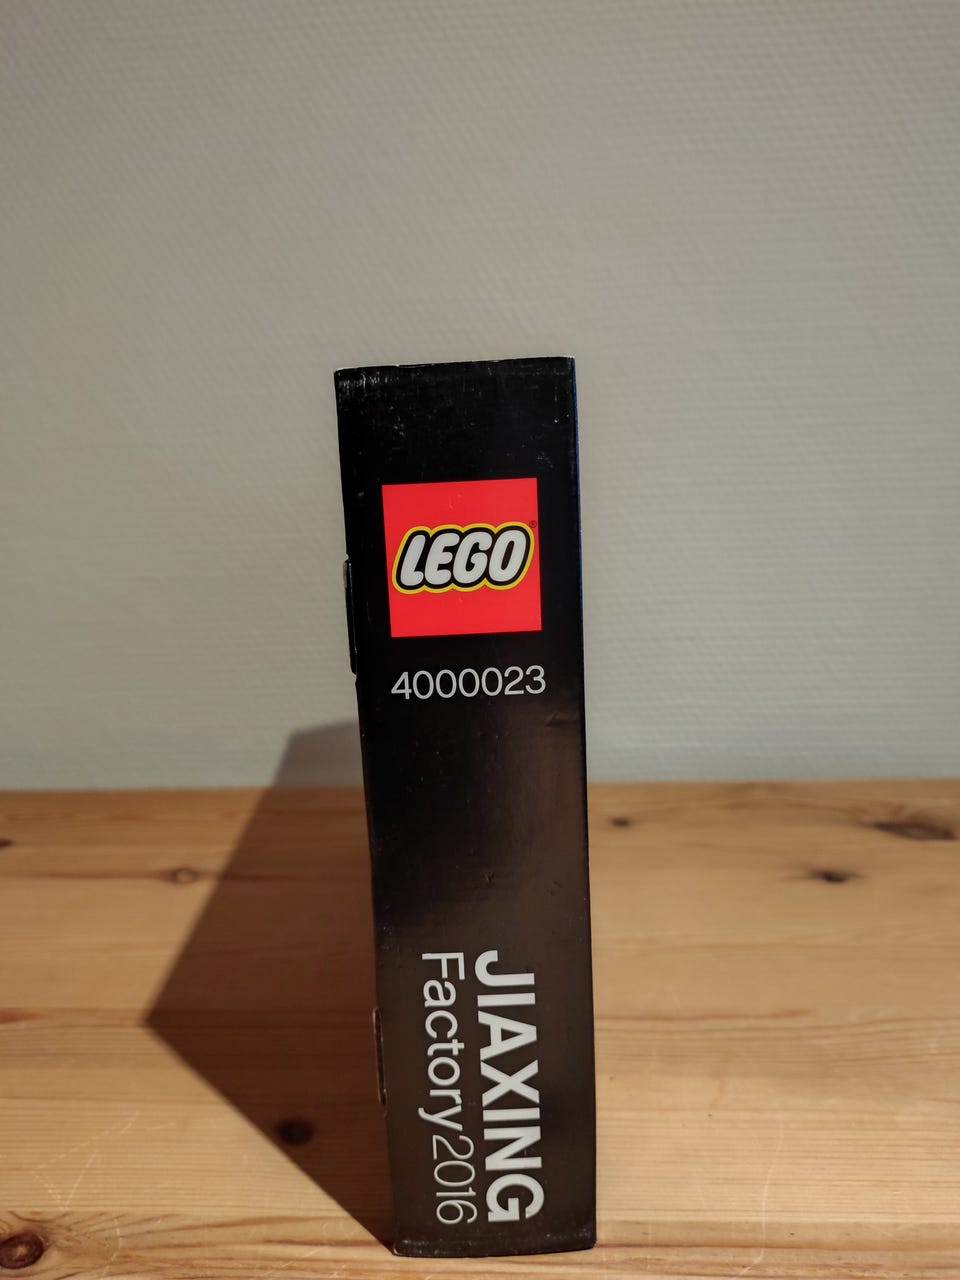 LEGO®
4000023
JIAXING
Factory 2016